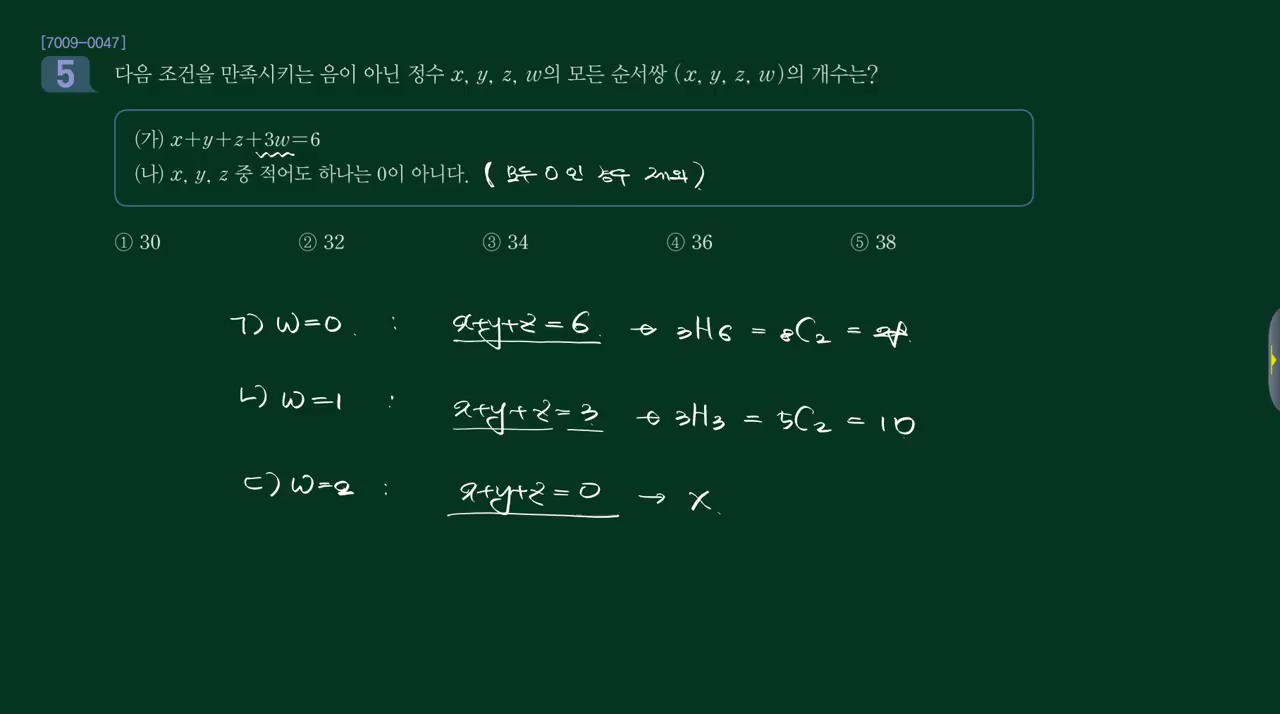 [7009-0047]
5 다음 조건을 만족시키는 음이 아닌 정수 x, y, z, w의 모든 순서쌍 (x, y, z, w)의 개수는?
(가) x+y+z+3w=6
(나) x, y, z 중 적어도 하나는 0이 아니다. (모두 0인 경우 제외)
① 30 ② 32 ③ 34 ④ 36 ⑤ 38
ㄱ) w=0 : x+y+z=6 → ₃H₆ = ₈C₂ =
ㄴ) w=1 : x+y+z=3 → ₃H₃ = ₅C₂ = 10
ㄷ) w=2 : x+y+z=0 → X